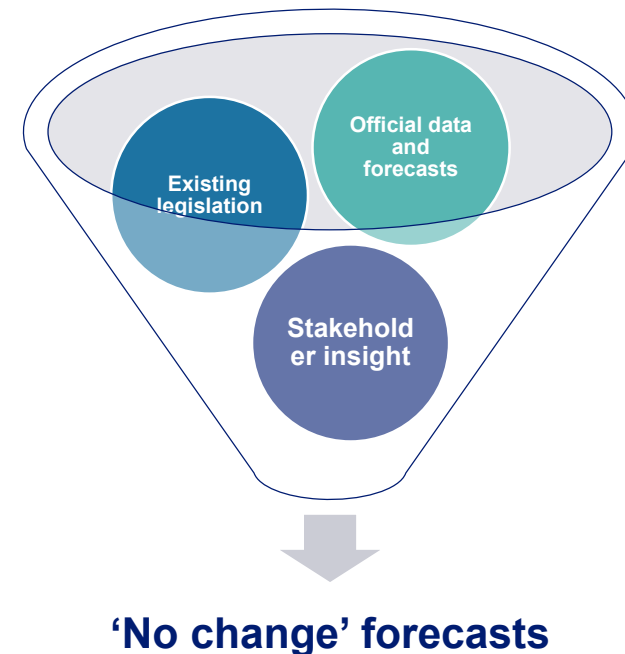 Official data
and
forecasts
Existing
legislation
Stakehold
er insight
‘No change’ forecasts